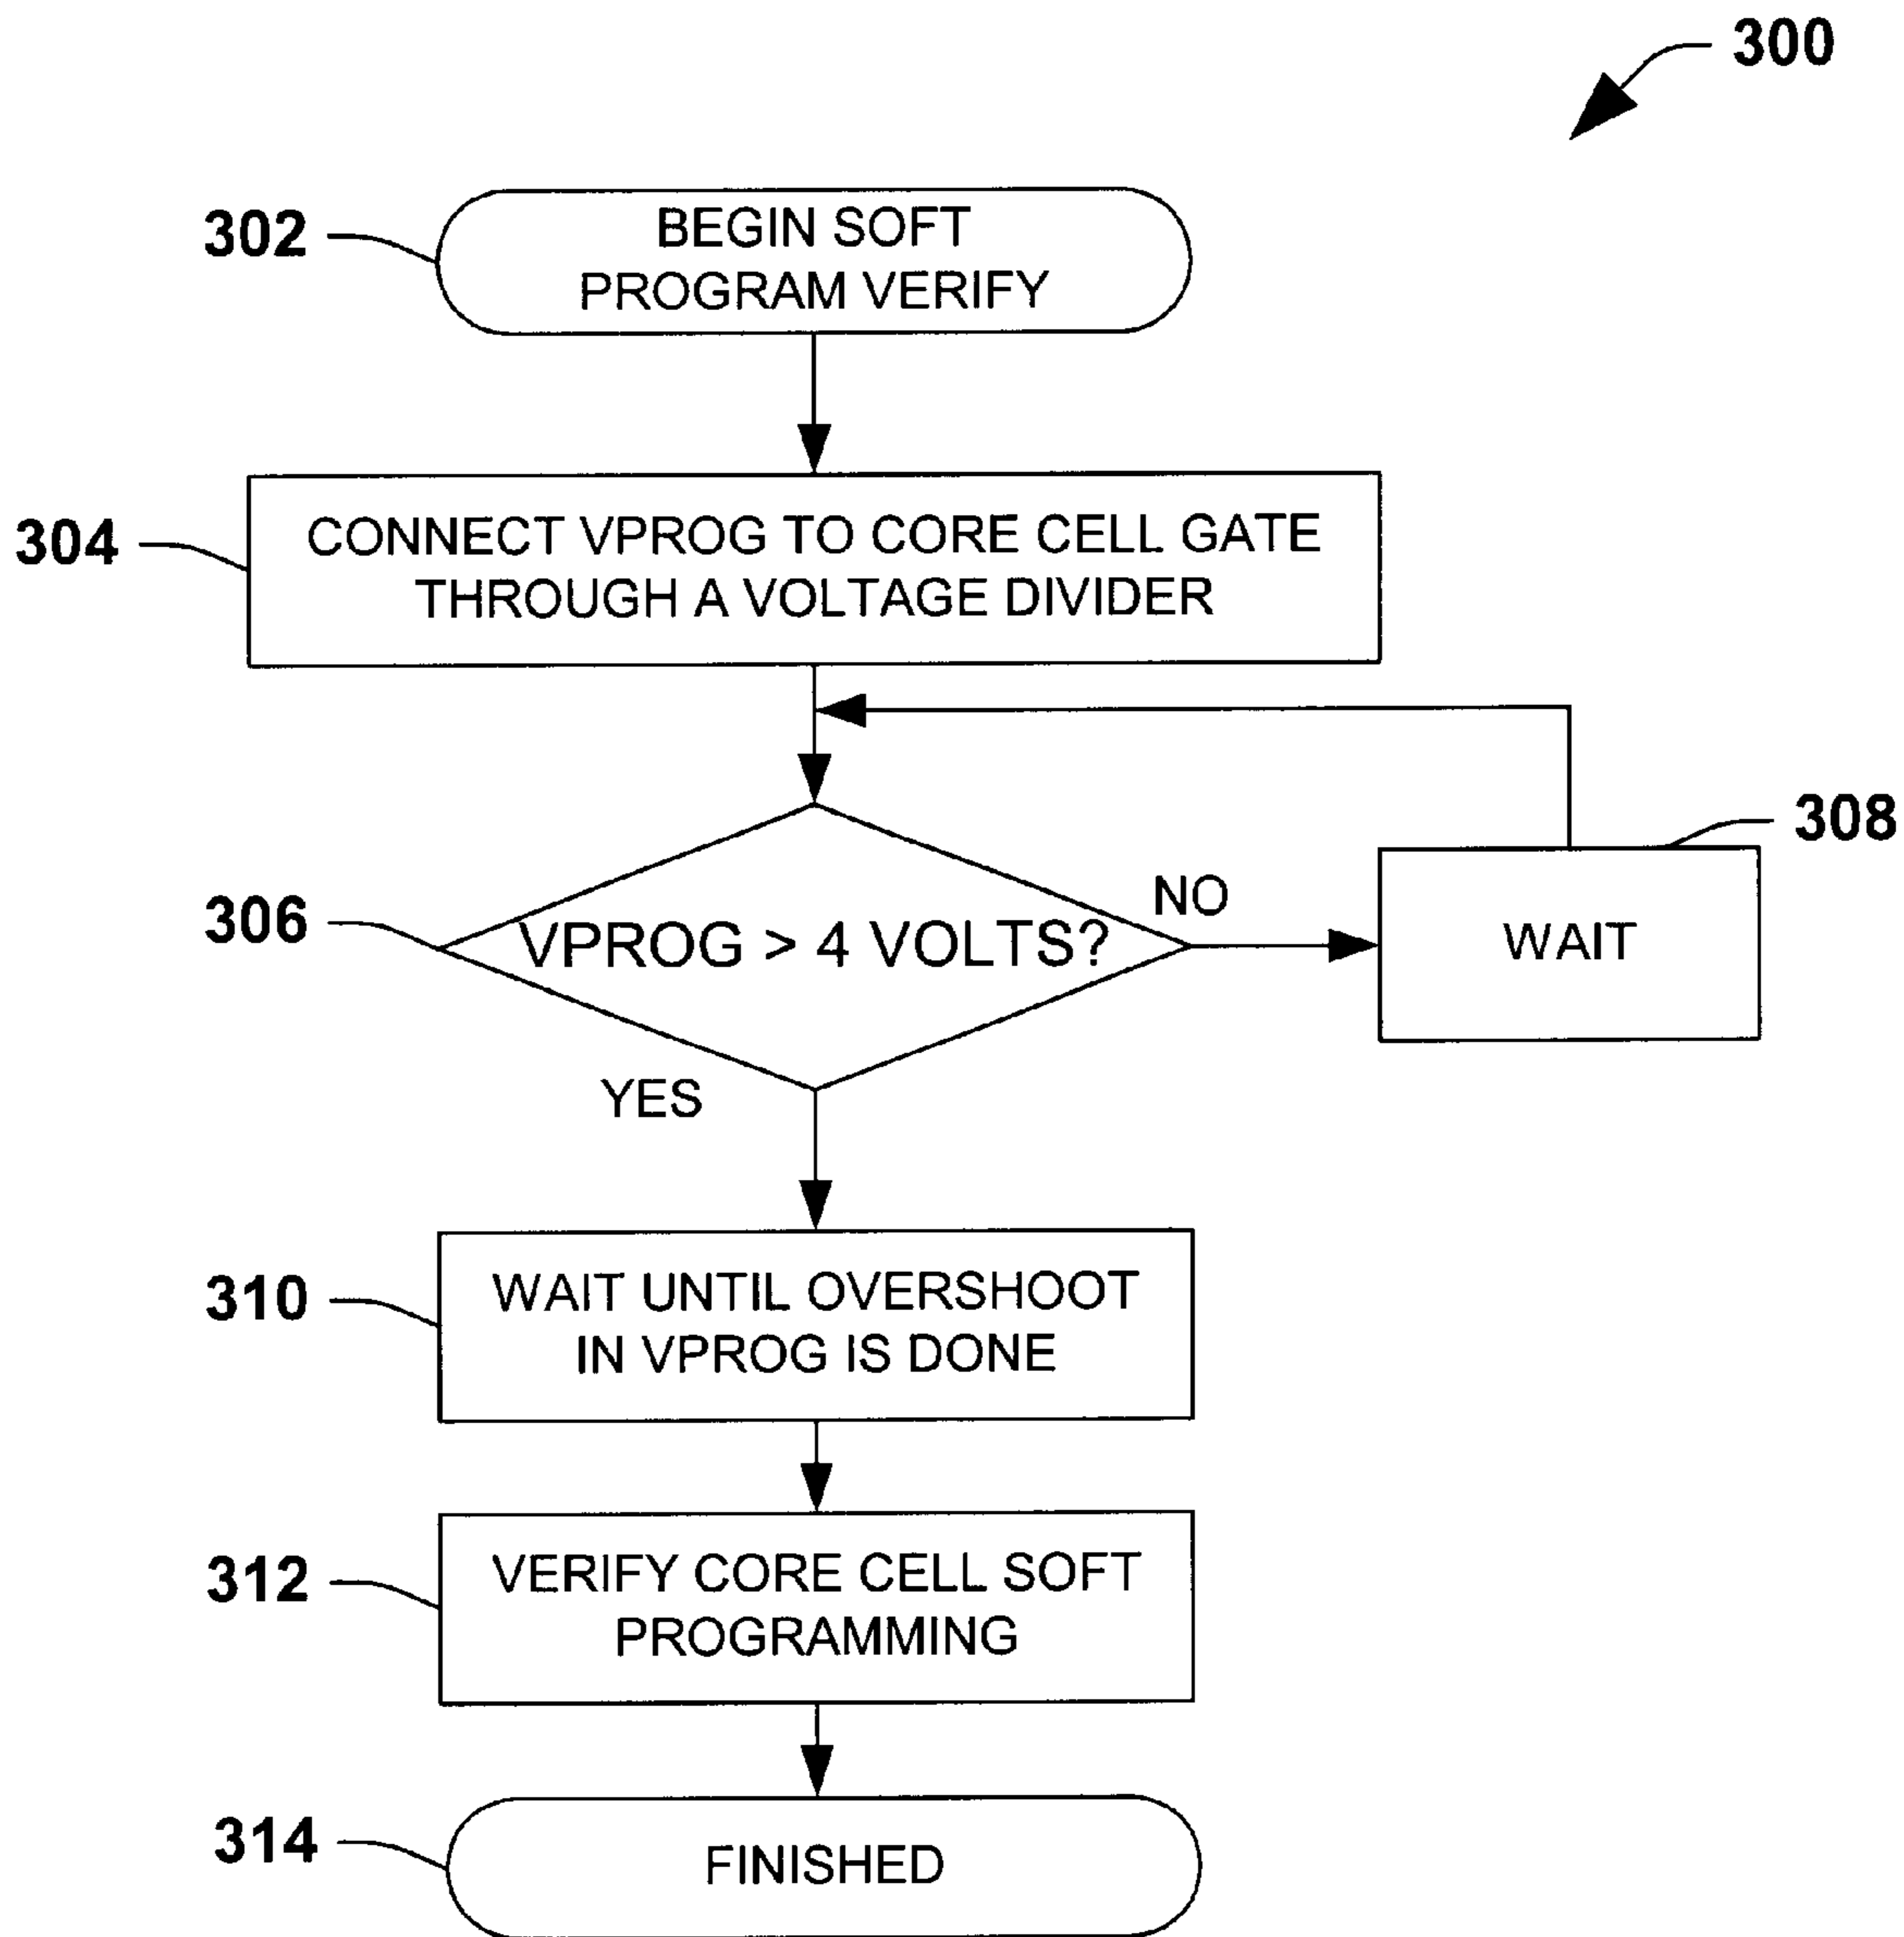 300
302
BEGIN SOFT
PROGRAM VERIFY
304
CONNECT VPROG TO CORE CELL GATE
THROUGH A VOLTAGE DIVIDER
308
306
VPROG > 4 VOLTS?
NO
WAIT
YES
310
WAIT UNTIL OVERSHOOT
IN VPROG IS DONE
312
VERIFY CORE CELL SOFT
PROGRAMMING
314
FINISHED